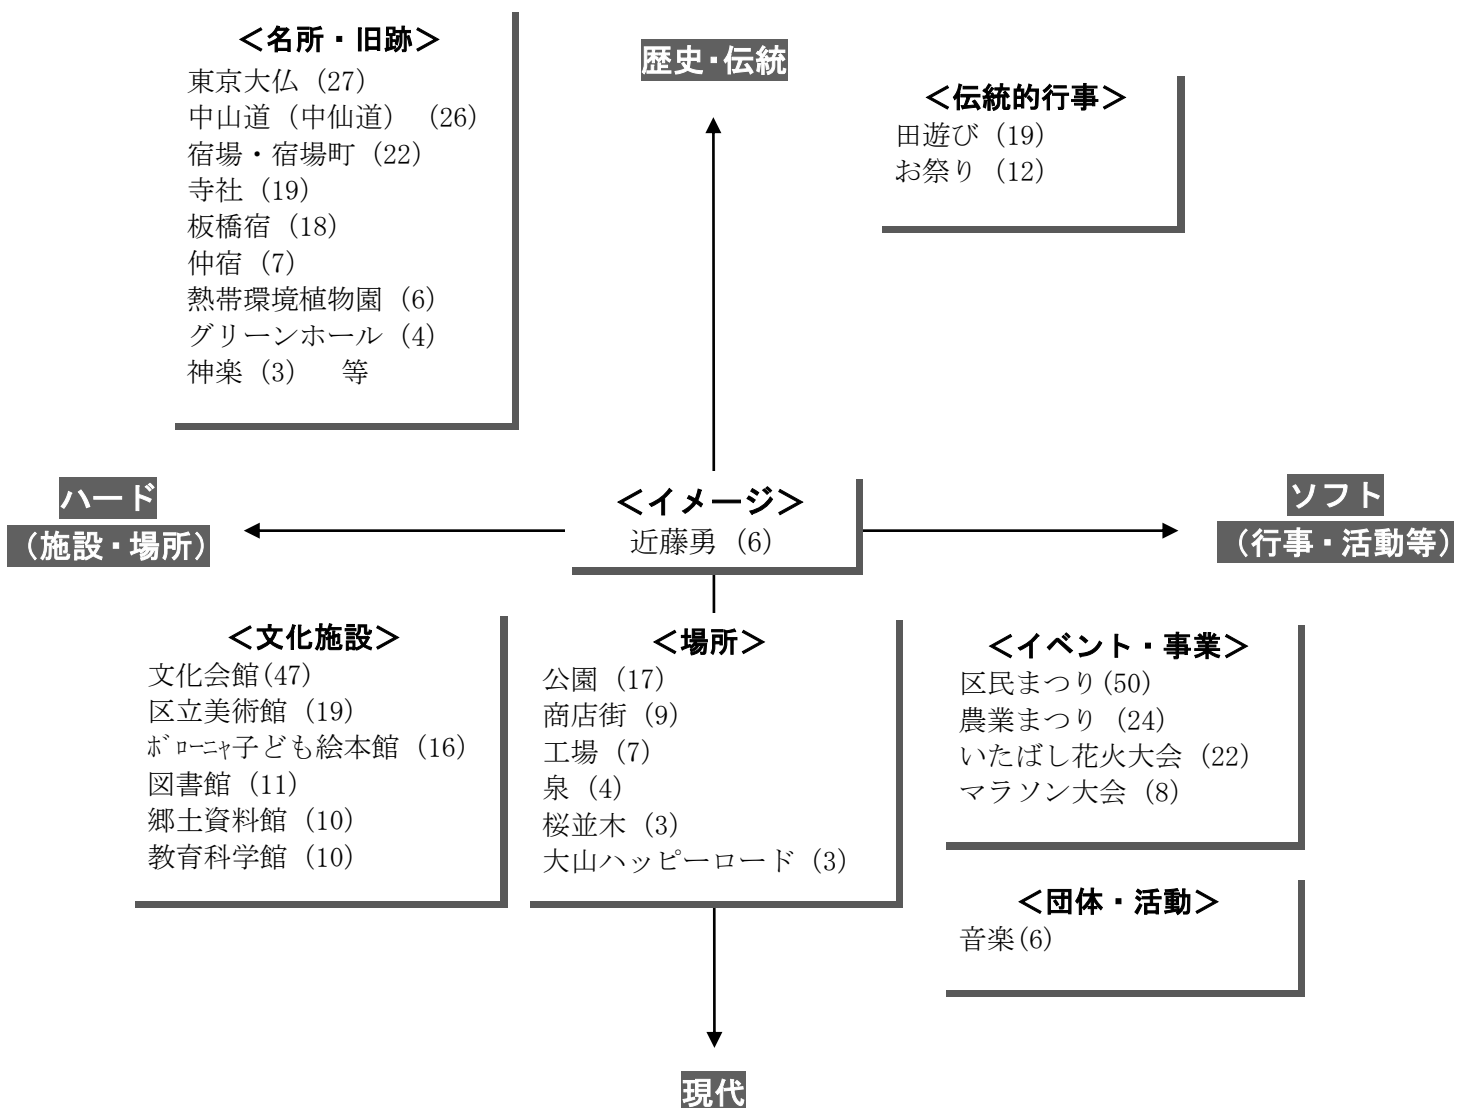 ＜名所・旧跡＞
東京大仏（27）
中山道（中仙道）（26）
宿場・宿場町（22）
寺社（19）
板橋宿（18）
仲宿（7）
熱帯環境植物園（6）
グリーンホール（4）
神楽（3）　等
歴史・伝統
＜伝統的行事＞
田遊び（19）
お祭り（12）
ハード
（施設・場所）
＜イメージ＞
近藤勇（6）
ソフト
（行事・活動等）
＜文化施設＞
文化会館(47)
区立美術館（19）
ﾎﾞﾛｰﾆｬ子ども絵本館（16）
図書館（11）
郷土資料館（10）
教育科学館（10）
＜場所＞
公園（17）
商店街（9）
工場（7）
泉（4）
桜並木（3）
大山ハッピーロード（3）
＜イベント・事業＞
区民まつり(50)
農業まつり（24）
いたばし花火大会（22）
マラソン大会（8）
＜団体・活動＞
音楽(6)
現代